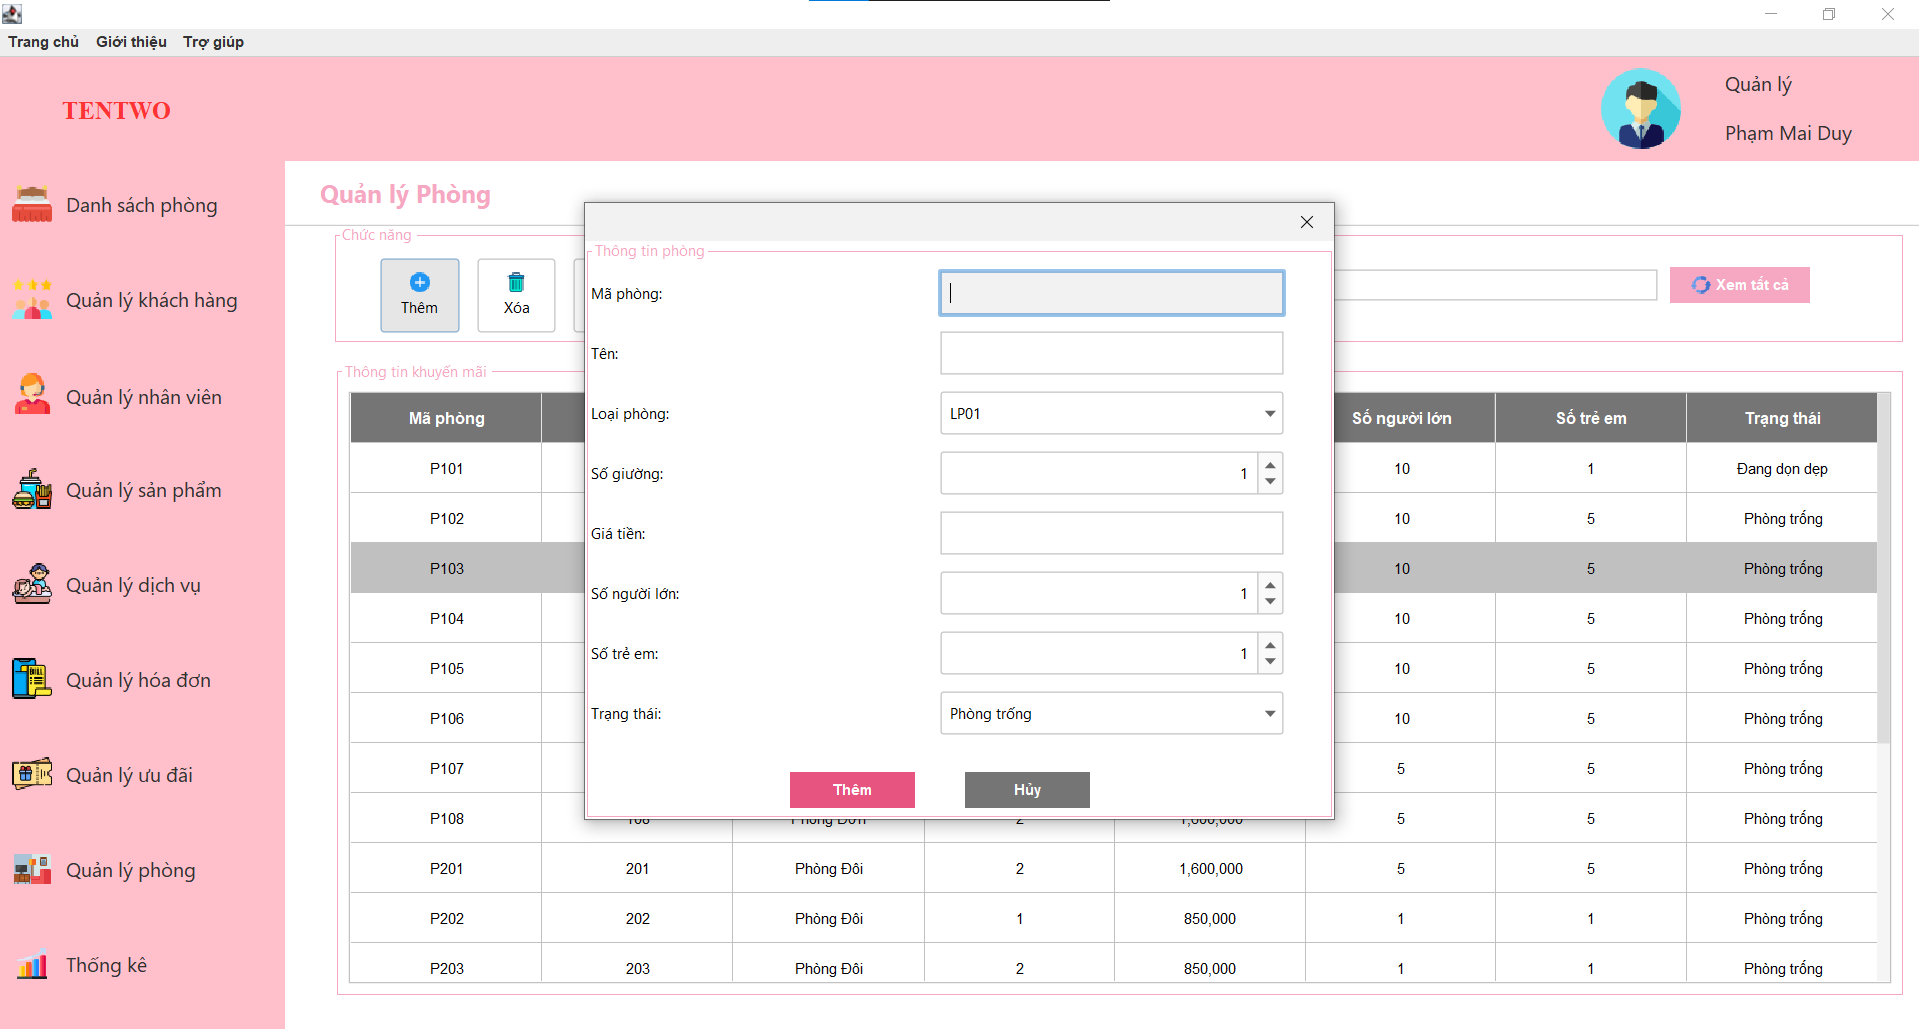 Trang chủ Giới thiệu Trợ giúp
TENTWO
Quản lý
Phạm Mai Duy
Danh sách phòng
Quản lý khách hàng
Quản lý nhân viên
Quản lý sản phẩm
Quản lý dịch vụ
Quản lý hóa đơn
Quản lý ưu đãi
Quản lý phòng
Thống kê
Quản lý Phòng
Chức năng
Thêm Xóa
Xem tất cả
Thông tin phòng
Mã phòng:
Tên:
Loại phòng: LP01
Số giường: 1
Giá tiền:
Số người lớn: 1
Số trẻ em: 1
Trạng thái: Phòng trống
Thêm Hủy
Thông tin khuyến mãi
Mã phòng Số người lớn Số trẻ em Trạng thái
P101 10 1 Đang dọn dẹp
P102 10 5 Phòng trống
P103 10 5 Phòng trống
P104 10 5 Phòng trống
P105 10 5 Phòng trống
P106 10 5 Phòng trống
P107 5 5 Phòng trống
P108 108 Phòng Đơn 2 1,600,000 5 5 Phòng trống
P201 201 Phòng Đôi 2 1,600,000 5 5 Phòng trống
P202 202 Phòng Đôi 1 850,000 1 1 Phòng trống
P203 203 Phòng Đôi 2 850,000 1 1 Phòng trống